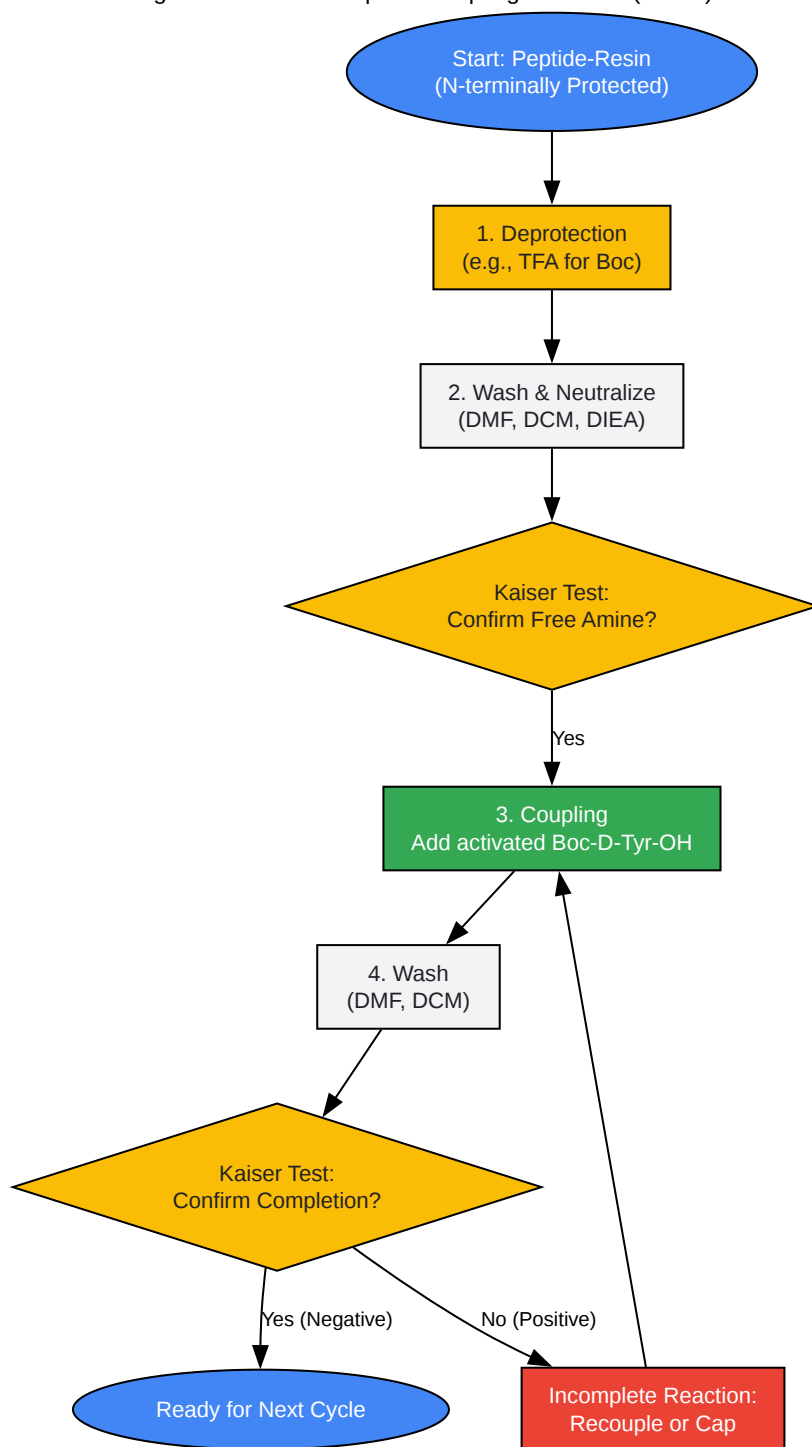 Start: Peptide-Resin
(N-terminally Protected)
1. Deprotection
(e.g., TFA for Boc)
2. Wash & Neutralize
(DMF, DCM, DIEA)
Kaiser Test:
Confirm Free Amine?
Yes
3. Coupling
Add activated Boc-D-Tyr-OH
4. Wash
(DMF, DCM)
Kaiser Test:
Confirm Completion?
Yes (Negative)
No (Positive)
Ready for Next Cycle
Incomplete Reaction:
Recouple or Cap